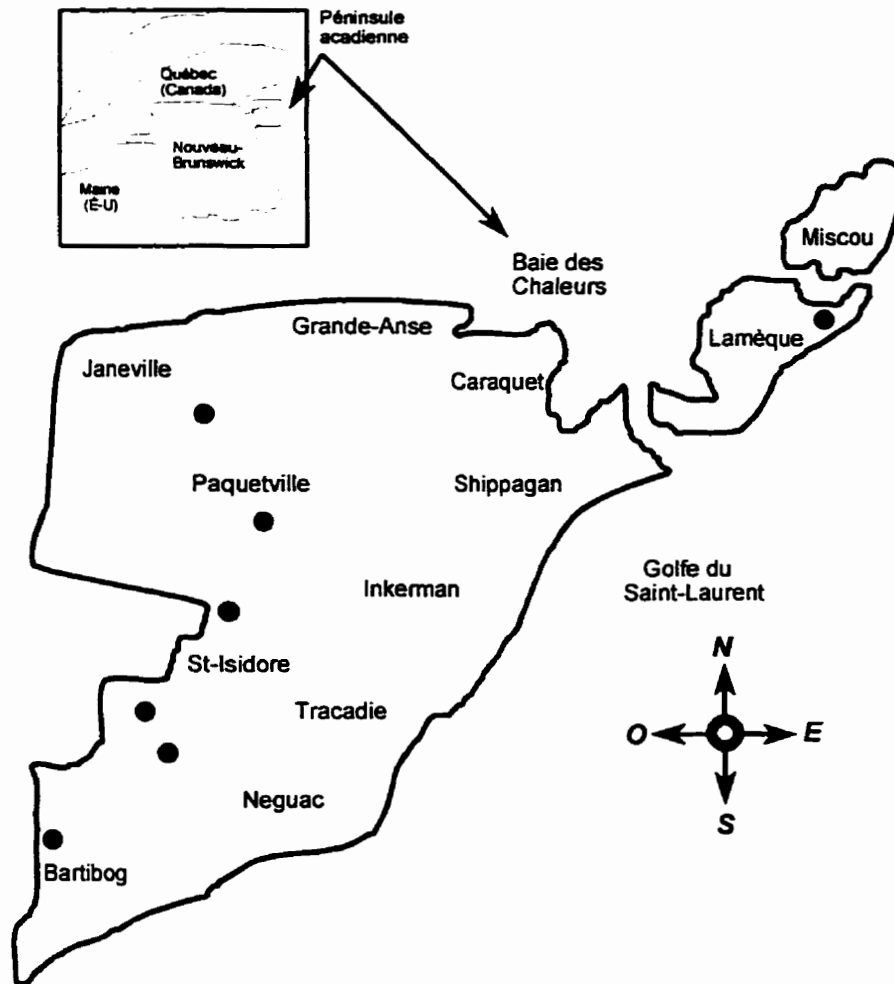 Péninsule
acadienne
Québec
(Canada)
Nouveau-
Brunswick
Maine
(É-U)
Miscou
Baie des
Chaleurs
Grande-Anse
Lamèque
Janeville
Caraquet
Paquetville
Shippagan
Inkerman
Golfe du
Saint-Laurent
St-Isidore
N
Tracadie
O
E
Neguac
S
Bartibog